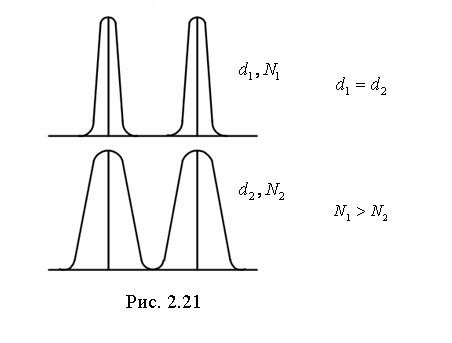 d₁, N₁
d₁ = d₂
d₂, N₂
N₁ > N₂
Рис. 2.21